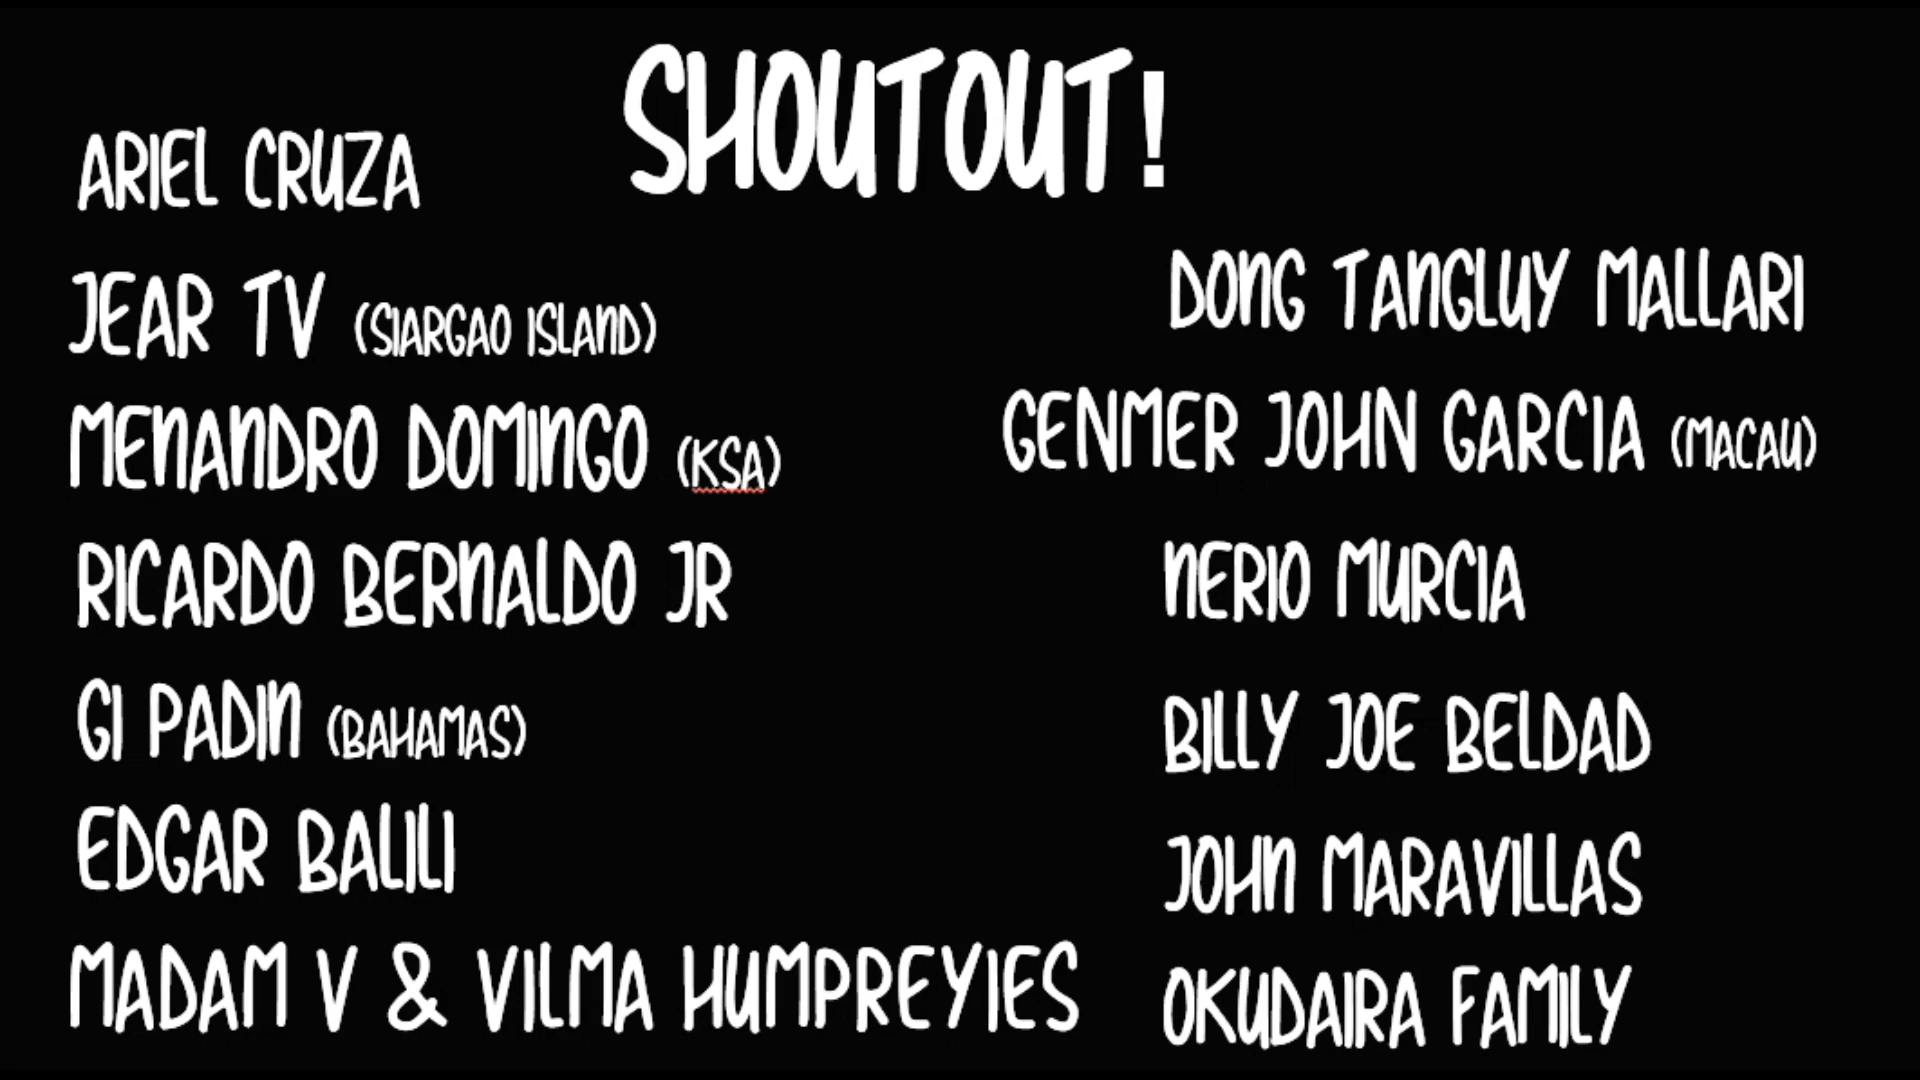 SHOUTOUT!
ARIEL CRUZA
JEAR TV (SIARGAO ISLAND)
MENANDRO DOMINGO (KSA)
RICARDO BERNALDO JR
GI PADIN (BAHAMAS)
EDGAR BALILI
MADAM V & VILMA HUMPREYIES
DONG TANGLUY MALLARI
GENMER JOHN GARCIA (MACAU)
NERIO MURCIA
BILLY JOE BELDAD
JOHN MARAVILLAS
OKUDAIRA FAMILY